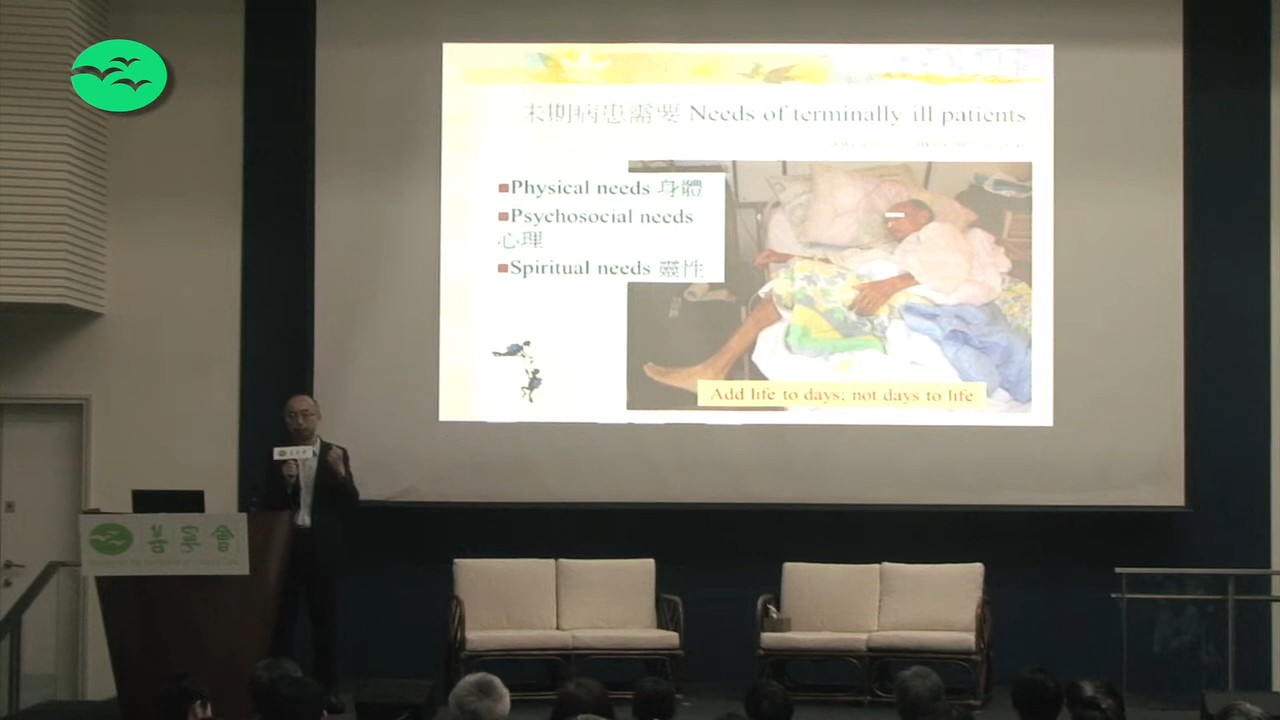 末期病患需要 Needs of terminally ill patients
Physical needs 身體
Psychosocial needs
心理
Spiritual needs 靈性
Add life to days; not days to life
善寧會